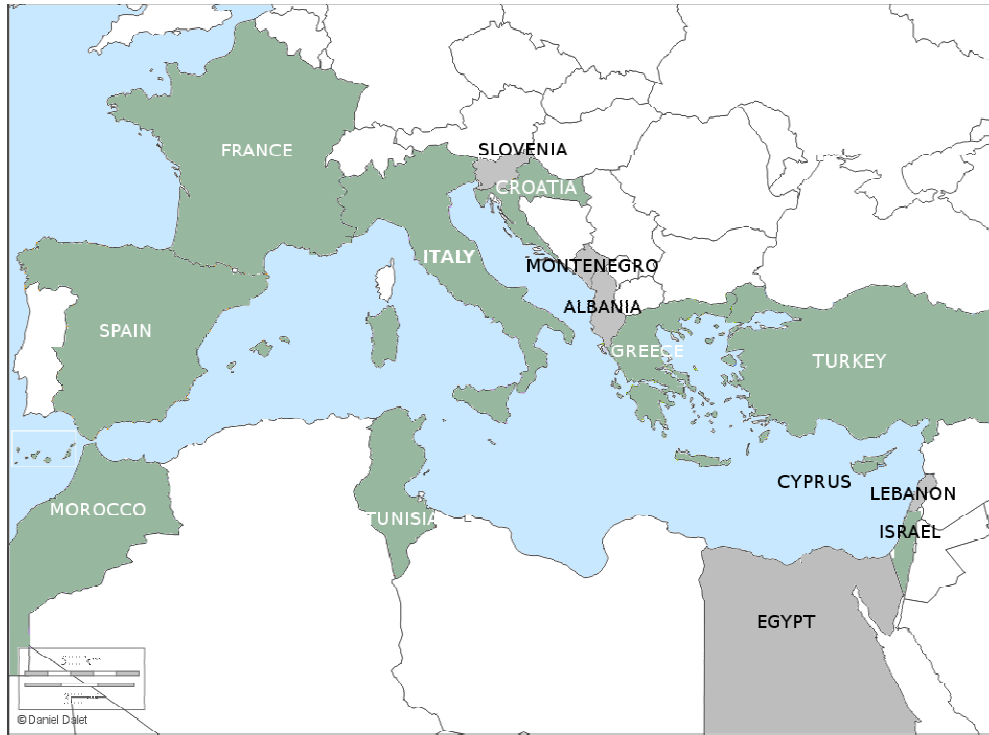 SLOVENIA
FRANCE
CROATIA
ITALY
MONTENEGRO
ALBANIA
SPAIN
GREECE
TURKEY
CYPRUS
LEBANON
MOROCCO
TUNISIA
ISRAEL
EGYPT
©Daniel Dalet